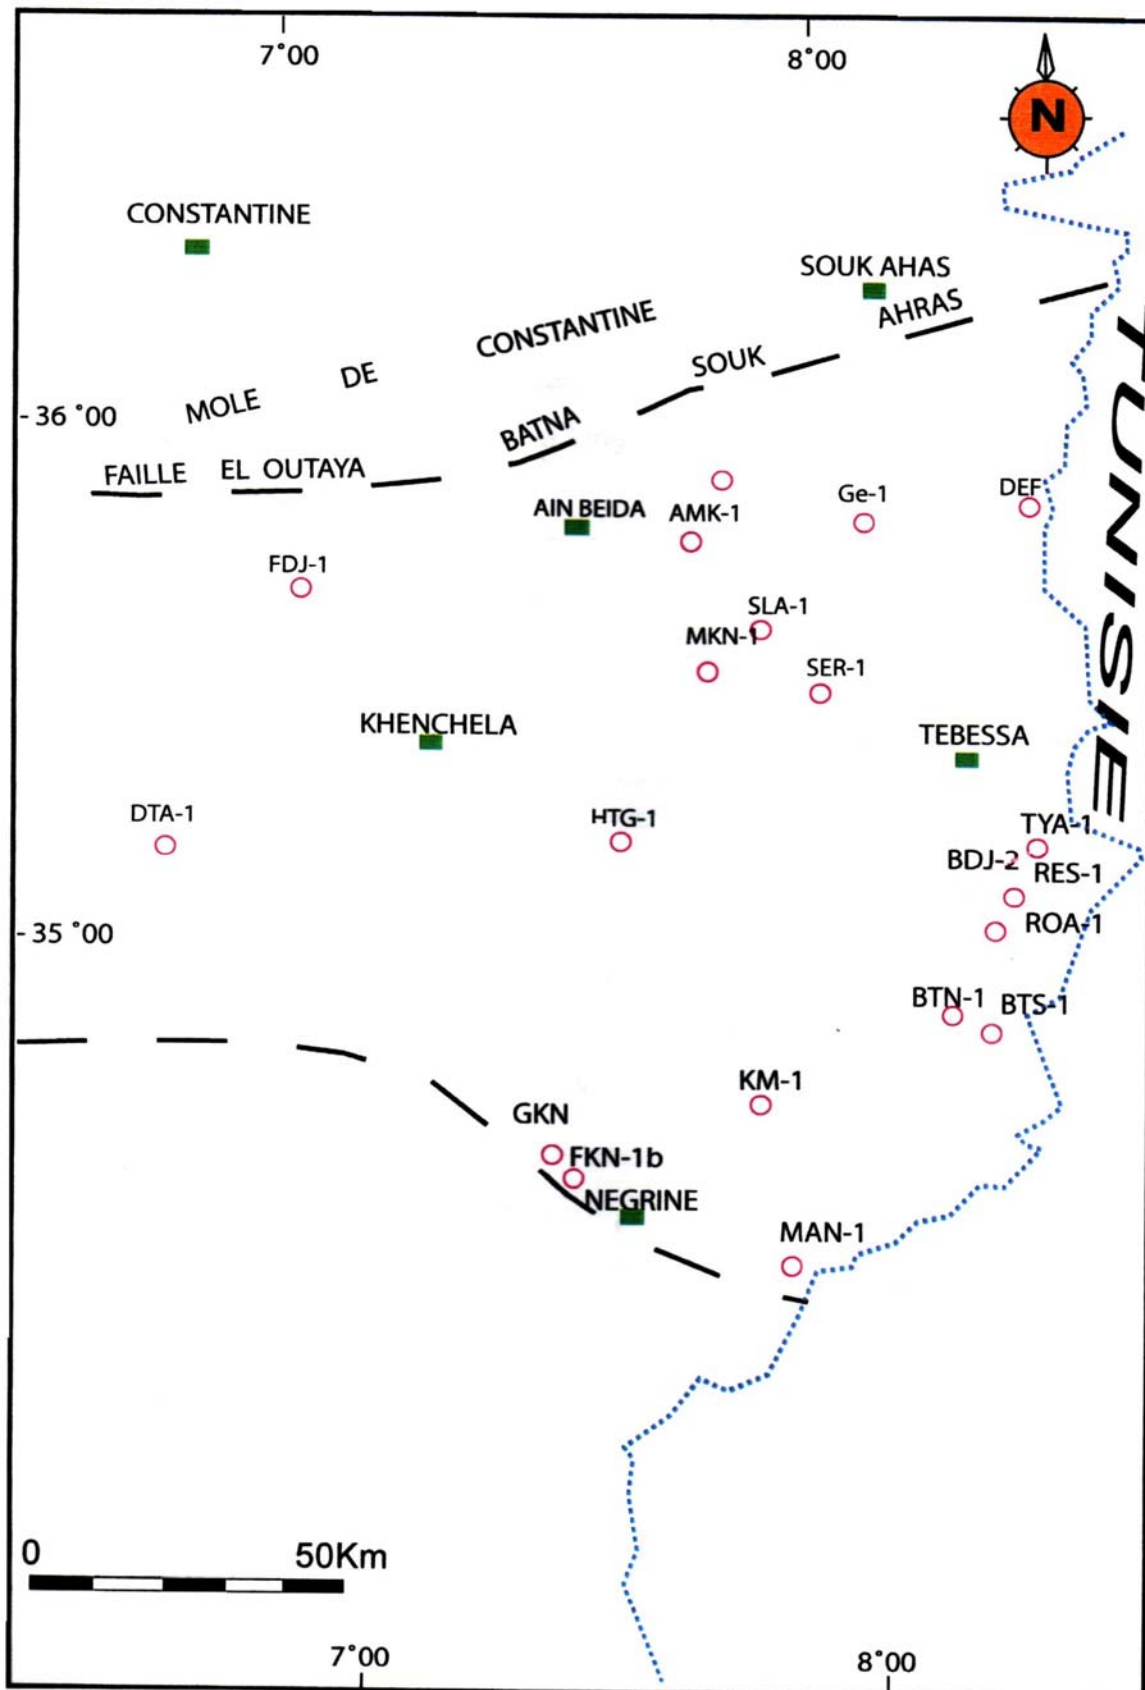 7°00
8°00
N
CONSTANTINE
SOUK AHAS
MOLE DE CONSTANTINE
- 36 °00
FAILLE EL OUTAYA BATNA SOUK AHRAS
TUNISIE
AIN BEIDA
AMK-1
Ge-1
DEF
FDJ-1
SLA-1
MKN-1
SER-1
KHENCHELA
TEBESSA
DTA-1
HTG-1
TYA-1
BDJ-2
RES-1
- 35 °00
ROA-1
BTN-1
BTS-1
KM-1
GKN
FKN-1b
NEGRINE
MAN-1
0 50Km
7°00
8°00